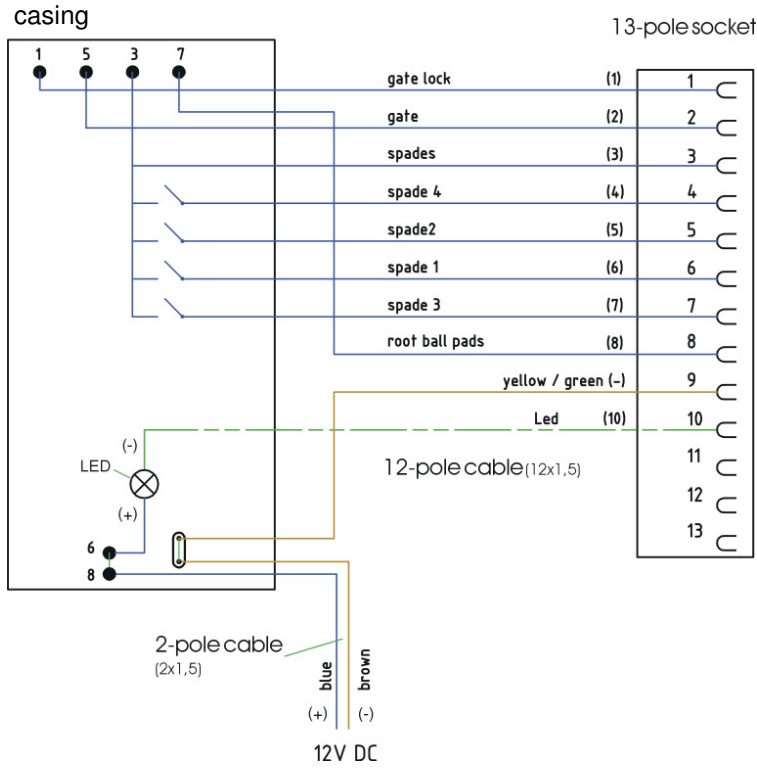 casing
13-pole socket
1 5 3 7
gate lock (1) 1
gate (2) 2
spades (3) 3
spade 4 (4) 4
spade2 (5) 5
spade 1 (6) 6
spade 3 (7) 7
root ball pads (8) 8
yellow / green (-) 9
Led (10) 10
(-)
LED
12-pole cable (12x1,5)
11
12
(+)
13
6
8
2-pole cable
(2x1,5)
blue
brown
(+) (-)
12V DC